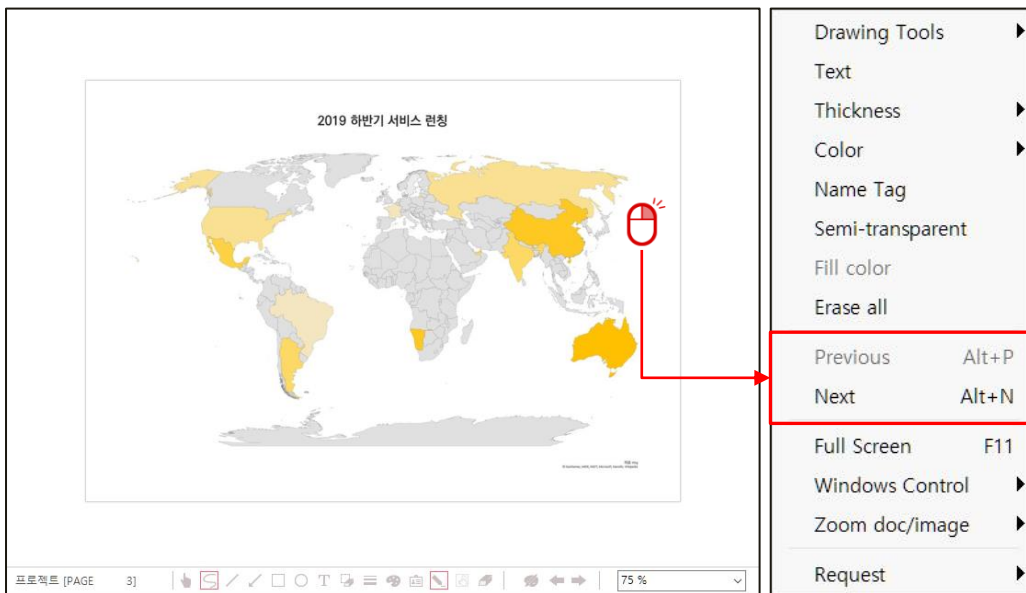 2019 하반기 서비스 런칭
프로젝트 [PAGE 3]
T
75 %
Drawing Tools
Text
Thickness
Color
Name Tag
Semi-transparent
Fill color
Erase all
Previous Alt+P
Next Alt+N
Full Screen F11
Windows Control
Zoom doc/image
Request